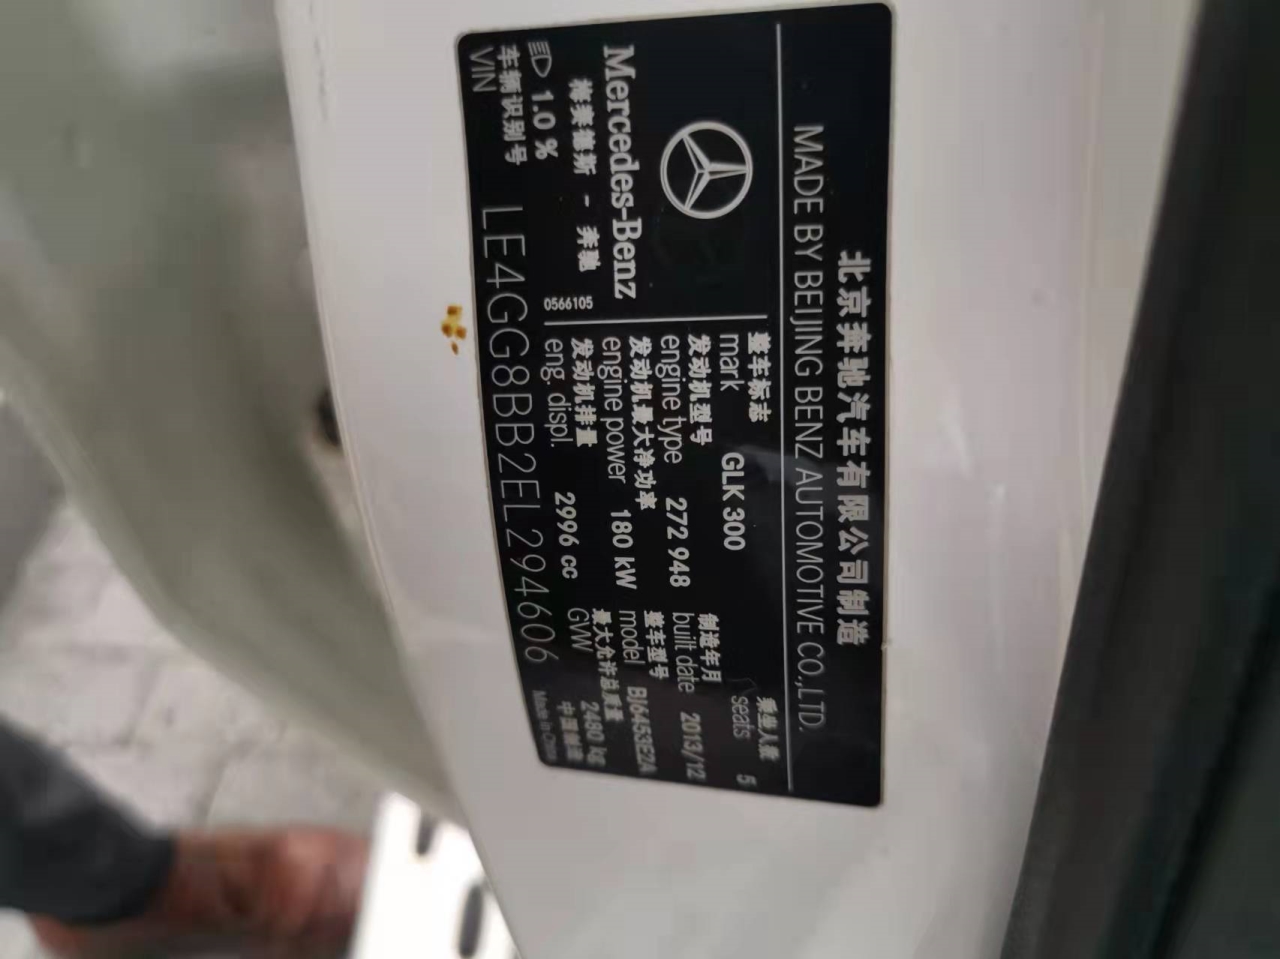 北京奔驰汽车有限公司制造
MADE BY BEIJING BENZ AUTOMOTIVE CO.,LTD.
整车标志
mark GLK 300
乘坐人数
seats 5
发动机型号
engine type 272 948
制造年月
built date 2013/12
发动机最大净功率
engine power 180 kW
整车型号
model BJ6453E2A
发动机排量
eng. displ. 2996 cc
最大允许总质量
GVW 2480 kg
Mercedes-Benz
梅赛德斯 - 奔驰
1.0 %
0566105
车辆识别号
VIN LE4GG8BB2EL294606
中国制造
Made in China